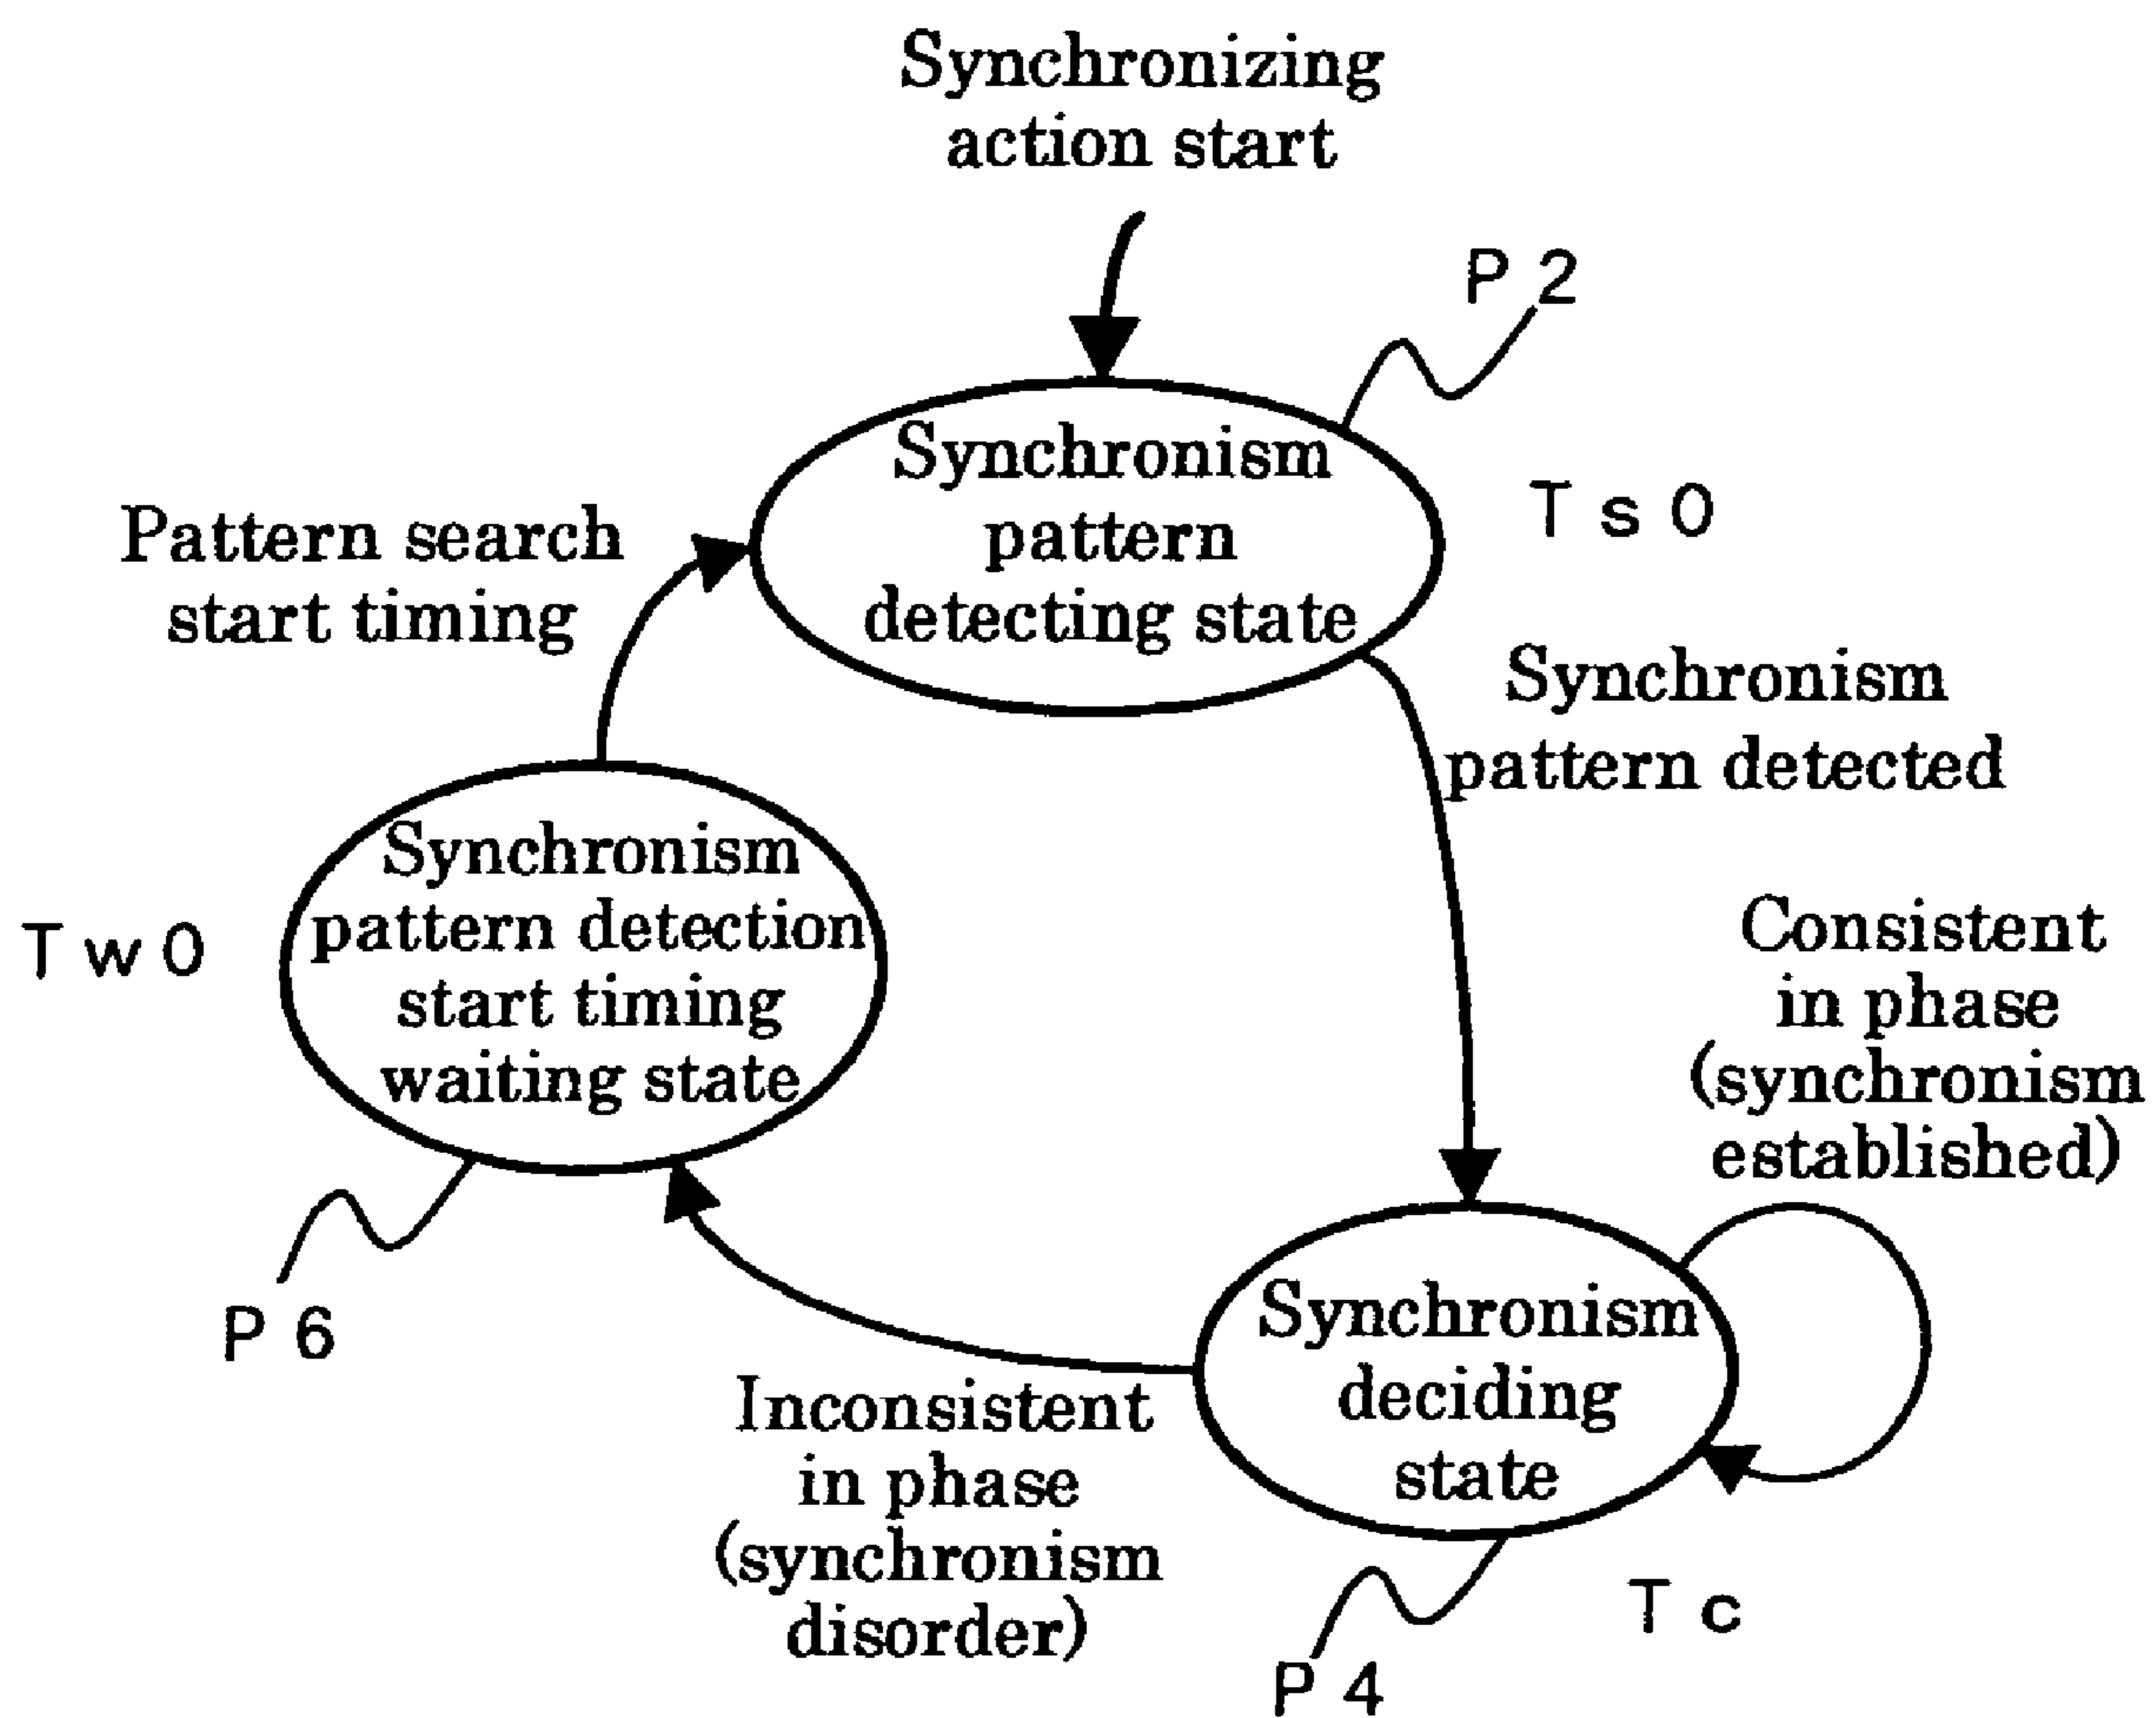 Synchronizing
action start
P 2
Synchronism
pattern
detecting state
T s 0
Pattern search
start timing
Synchronism
pattern detected
Synchronism
pattern detection
start timing
waiting state
T w 0
Consistent
in phase
(synchronism
established)
P 6
Synchronism
deciding
state
Inconsistent
in phase
(synchronism
disorder)
T c
P 4